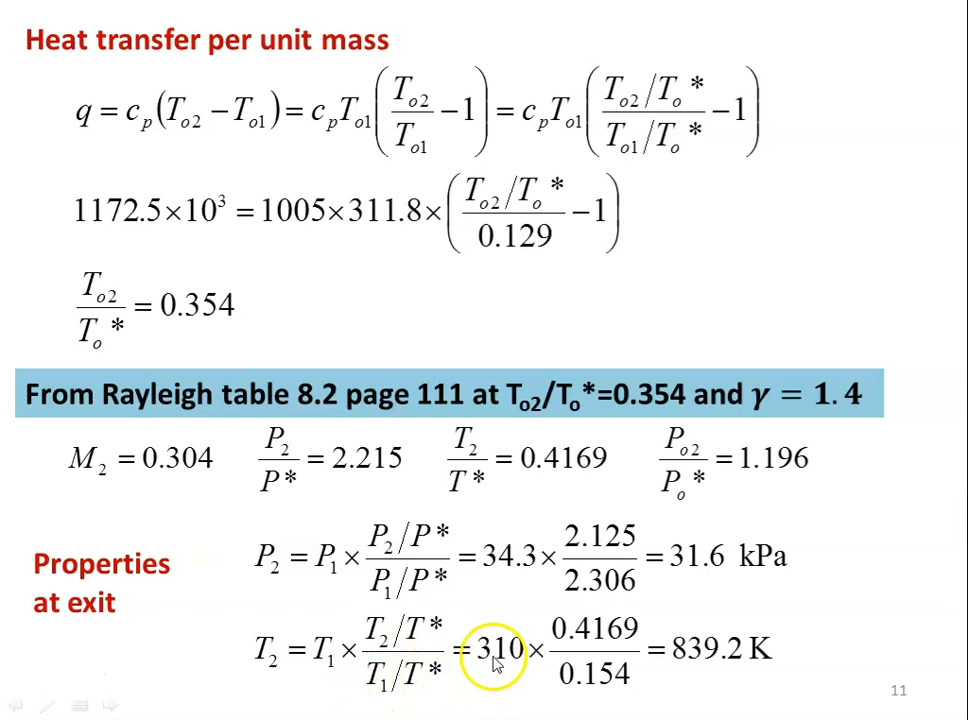 Heat transfer per unit mass
q = c_p(T_o2 − T_o1) = c_p T_o1 (T_o2/T_o1 − 1) = c_p T_o1 ((T_o2/T_o*)/(T_o1/T_o*) − 1)
1172.5×10³ = 1005×311.8×((T_o2/T_o*)/0.129 − 1)
T_o2/T_o* = 0.354
From Rayleigh table 8.2 page 111 at T_o2/T_o*=0.354 and γ = 1.4
M_2 = 0.304 P_2/P* = 2.215 T_2/T* = 0.4169 P_o2/P_o* = 1.196
Properties
at exit
P_2 = P_1 × (P_2/P*)/(P_1/P*) = 34.3 × 2.125/2.306 = 31.6 kPa
T_2 = T_1 × (T_2/T*)/(T_1/T*) = 310 × 0.4169/0.154 = 839.2 K
11